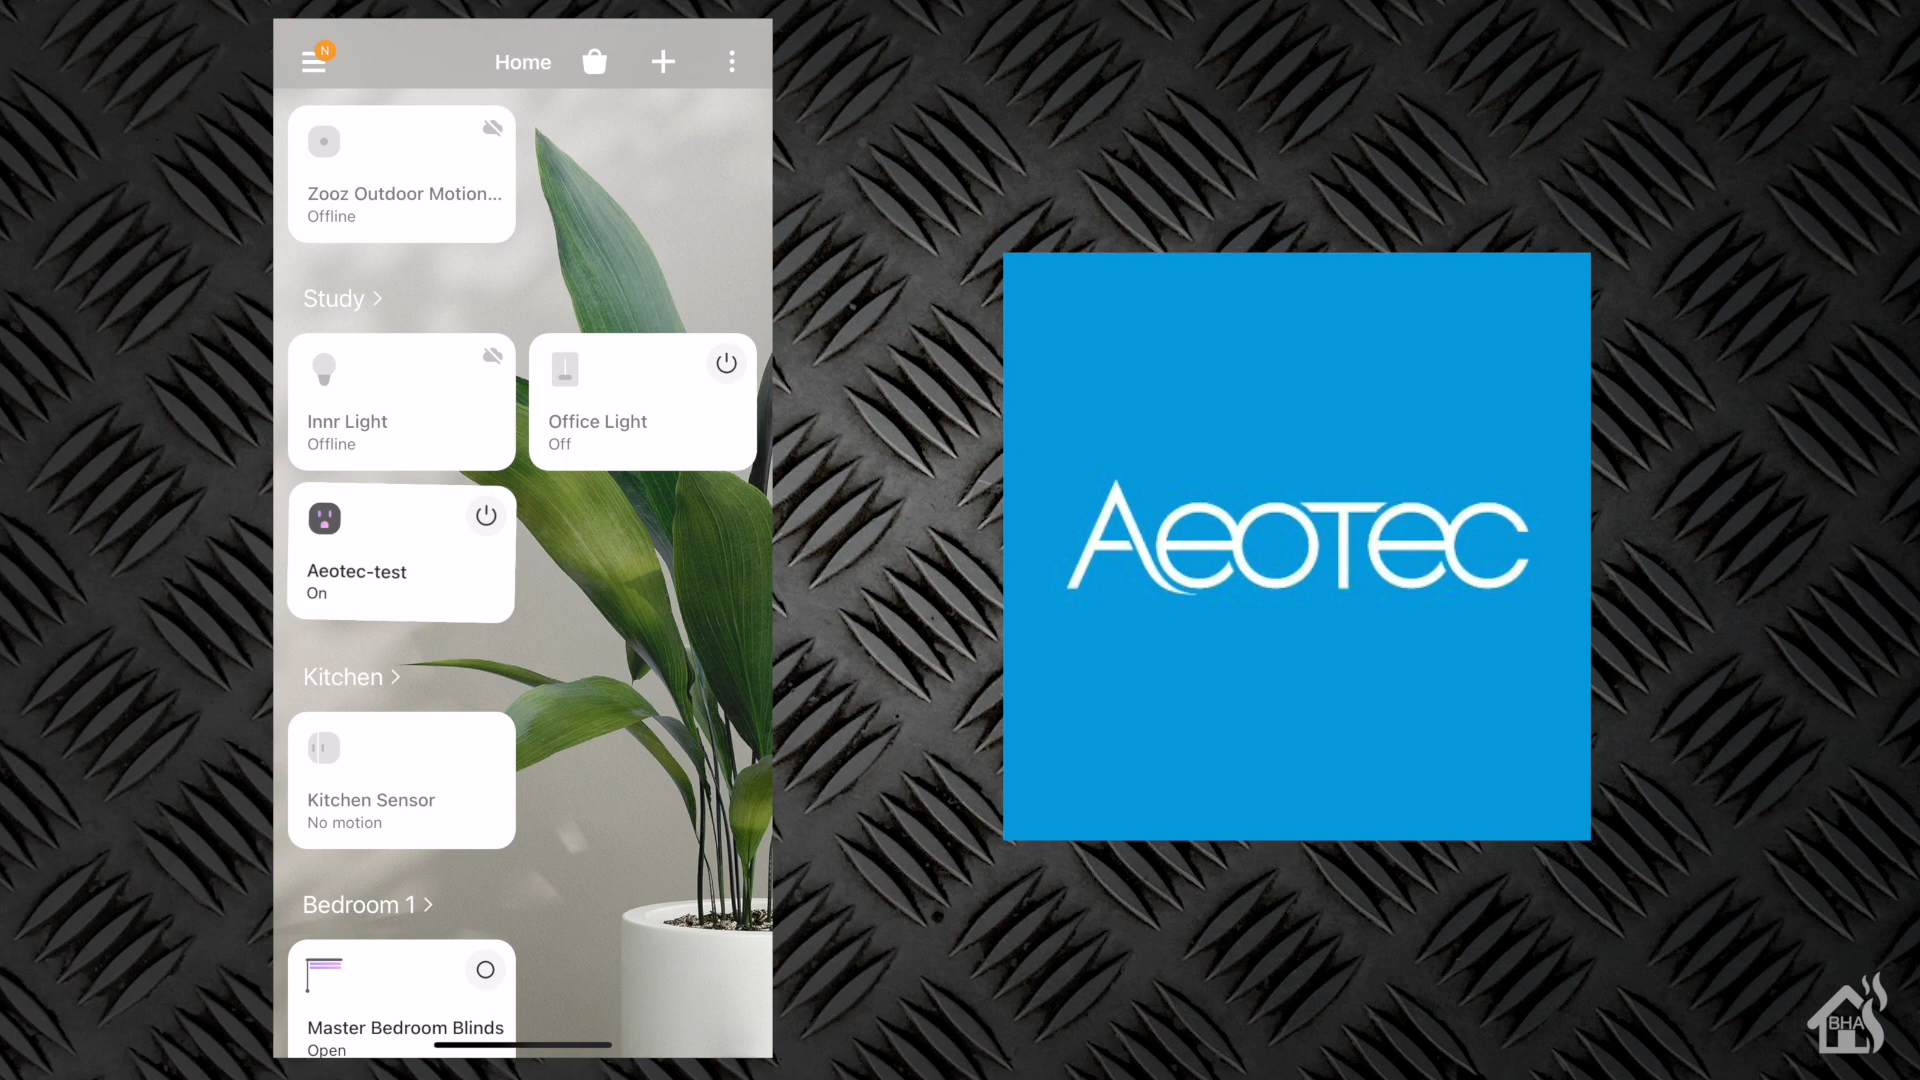 N
Home
Zooz Outdoor Motion...
Offline
Study
Innr Light
Offline
Office Light
Off
Aeotec-test
On
Kitchen
Kitchen Sensor
No motion
Bedroom 1
Master Bedroom Blinds
Open
AeoTec
BHA